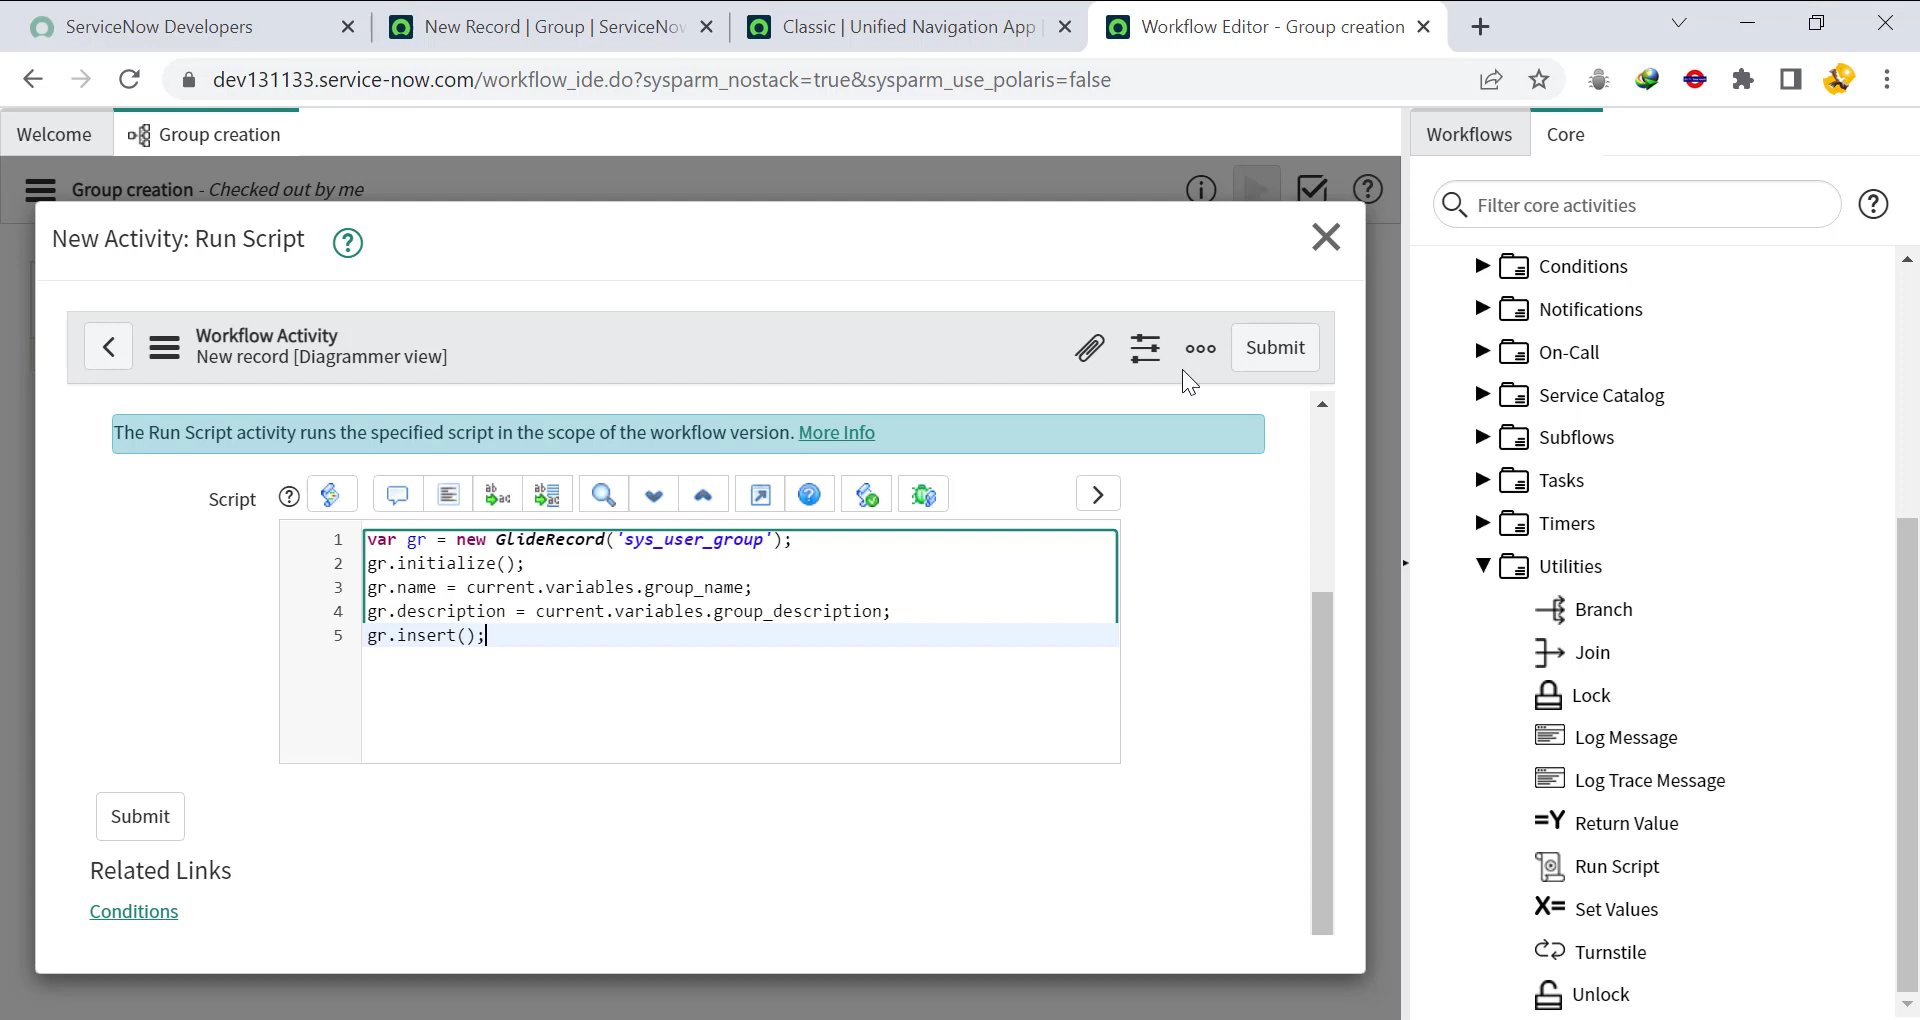 ServiceNow Developers
New Record | Group | ServiceNow
Classic | Unified Navigation App
Workflow Editor - Group creation
dev131133.service-now.com/workflow_ide.do?sysparm_nostack=true&sysparm_use_polaris=false
Welcome
Group creation
Workflows
Core
Group creation - Checked out by me
Filter core activities
New Activity: Run Script
Workflow Activity
New record [Diagrammer view]
Submit
The Run Script activity runs the specified script in the scope of the workflow version. More Info
Script
1 var gr = new GlideRecord('sys_user_group');
2 gr.initialize();
3 gr.name = current.variables.group_name;
4 gr.description = current.variables.group_description;
5 gr.insert();
Submit
Related Links
Conditions
Conditions
Notifications
On-Call
Service Catalog
Subflows
Tasks
Timers
Utilities
Branch
Join
Lock
Log Message
Log Trace Message
=Y Return Value
Run Script
X= Set Values
Turnstile
Unlock